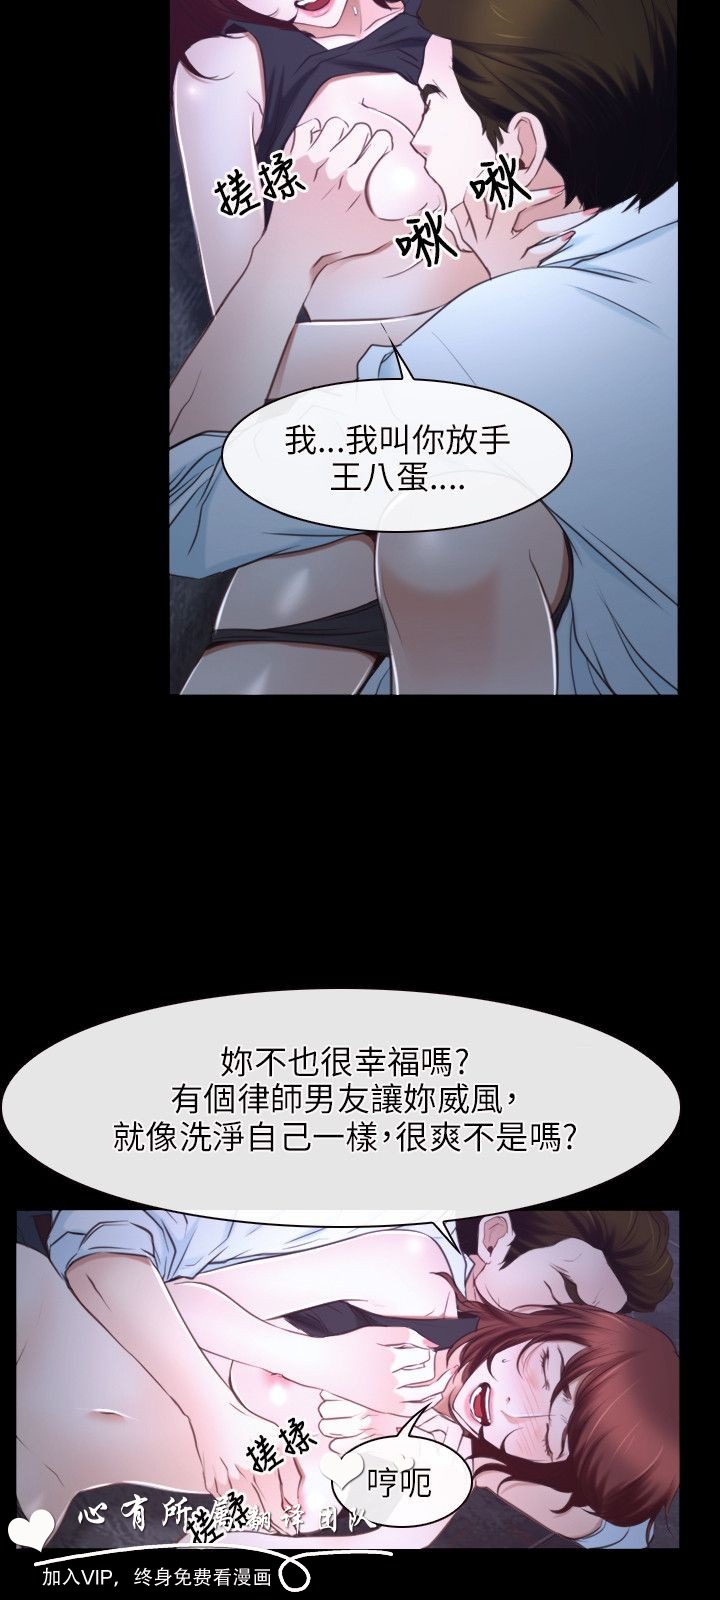 搓揉
啾
啾
我...我叫你放手
王八蛋....
妳不也很幸福嗎?
有個律師男友讓妳威風,
就像洗淨自己一樣,很爽不是嗎?
搓揉
哼呃
搓揉
心有所屬翻译团队
加入VIP，终身免费看漫画